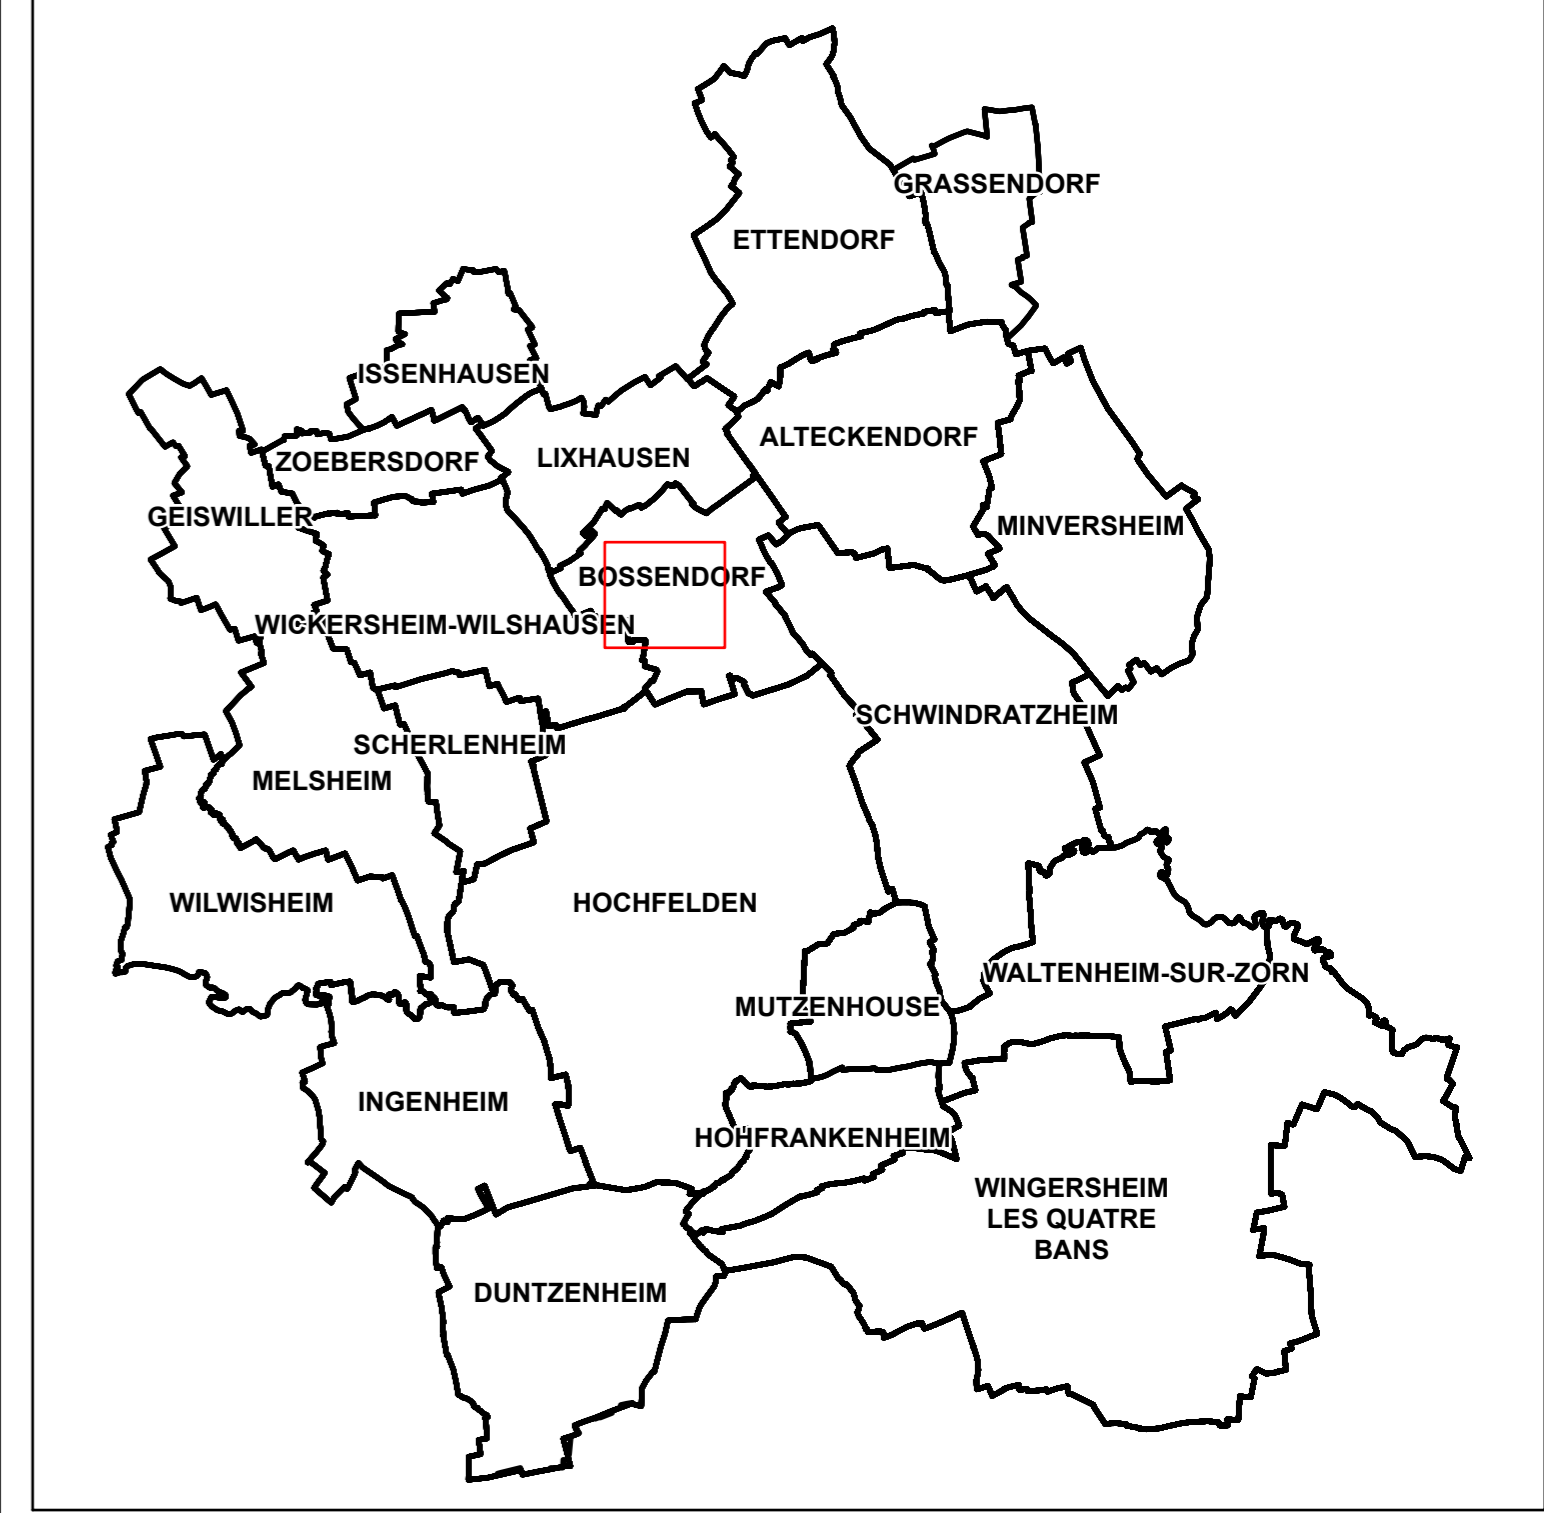 GRASSENDORF
ETTENDORF
ISSENHAUSEN
ALTECKENDORF
LIXHAUSEN
ZOEBERSDORF
GEISWILLER
MINVERSHEIM
BOSSENDORF
WICKERSHEIM-WILSHAUSEN
SCHWINDRATZHEIM
SCHERLENHEIM
MELSHEIM
WILWISHEIM
HOCHFELDEN
WALTENHEIM-SUR-ZORN
MUTZENHOUSE
INGENHEIM
HOHFRANKENHEIM
WINGERSHEIM
LES QUATRE
BANS
DUNTZENHEIM